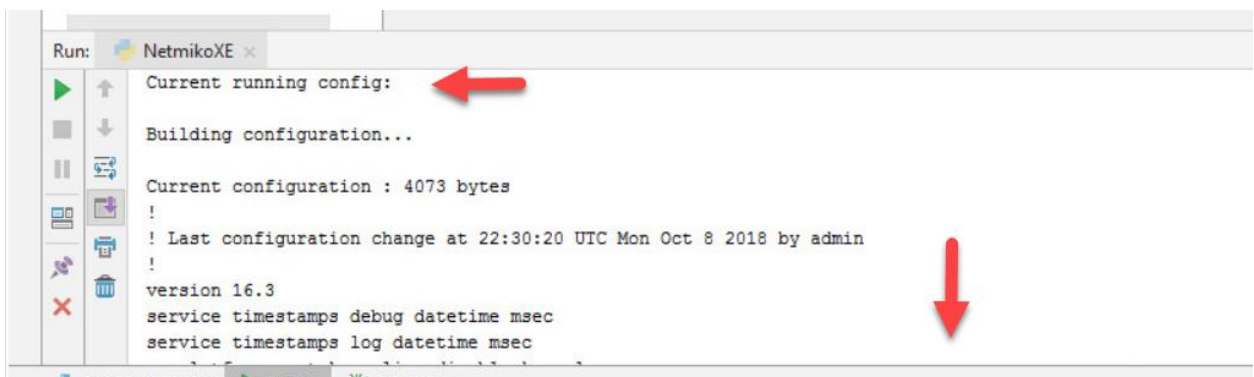 Run: NetmikoXE
Current running config:
Building configuration...
Current configuration : 4073 bytes
!
! Last configuration change at 22:30:20 UTC Mon Oct 8 2018 by admin
!
version 16.3
service timestamps debug datetime msec
service timestamps log datetime msec